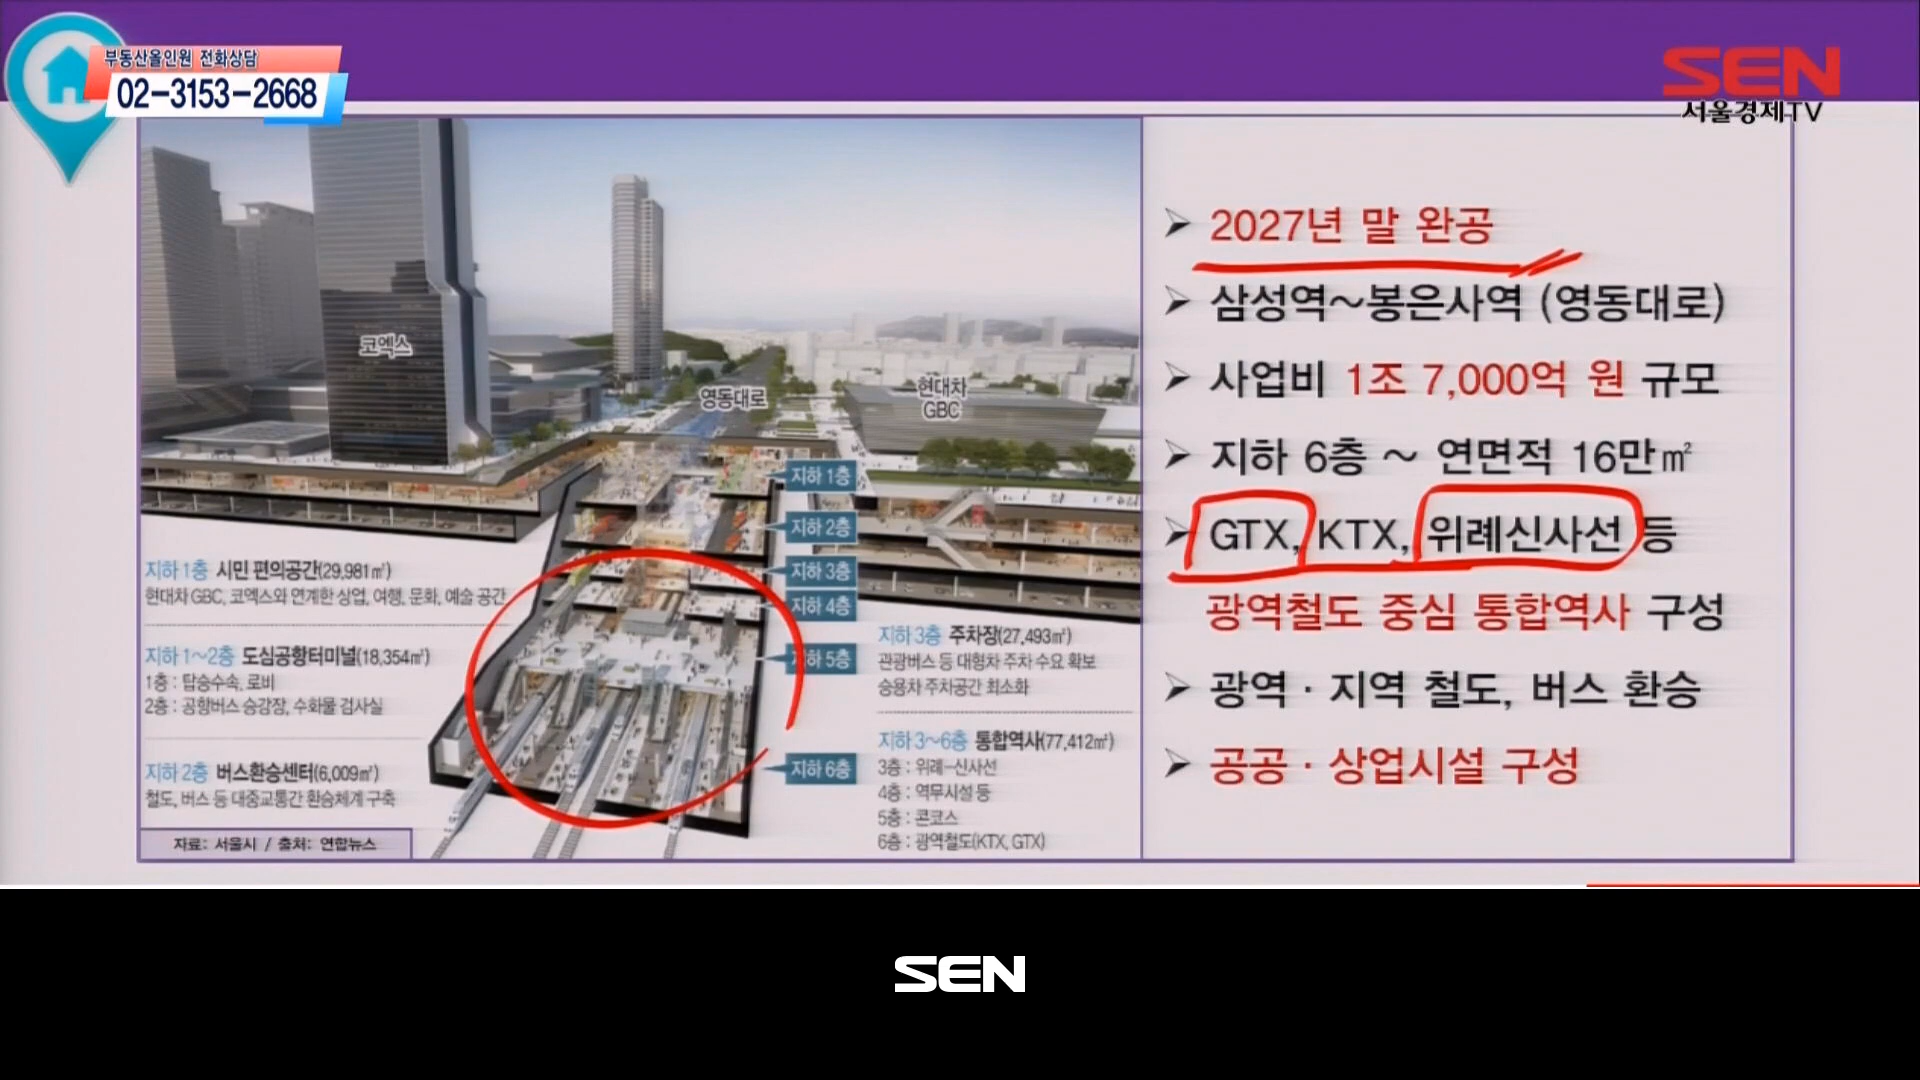 부동산올인원 전화상담
02-3153-2668
SEN
서울경제TV
코엑스
영동대로
현대차
GBC
지하 1층
지하 2층
지하 3층
지하 4층
지하 5층
지하 6층
지하 1층 시민 편의공간(29,981㎡)
현대차 GBC, 코엑스와 연계한 상업, 여행, 문화, 예술 공간
지하 1~2층 도심공항터미널(18,354㎡)
1층 : 탑승수속, 로비
2층 : 공항버스 승강장, 수화물 검사실
지하 2층 버스환승센터(6,009㎡)
철도, 버스 등 대중교통간 환승체계 구축
지하 3층 주차장(27,493㎡)
관광버스 등 대형차 주차 수요 확보
승용차 주차공간 최소화
지하 3~6층 통합역사(77,412㎡)
3층 : 위례-신사선
4층 : 역무시설 등
5층 : 콘코스
6층 : 광역철도(KTX, GTX)
자료: 서울시 / 출처: 연합뉴스
➢ 2027년 말 완공
➢ 삼성역~봉은사역 (영동대로)
➢ 사업비 1조 7,000억 원 규모
➢ 지하 6층 ~ 연면적 16만㎡
➢ GTX, KTX, 위례신사선 등
광역철도 중심 통합역사 구성
➢ 광역 · 지역 철도, 버스 환승
➢ 공공 · 상업시설 구성
SEN